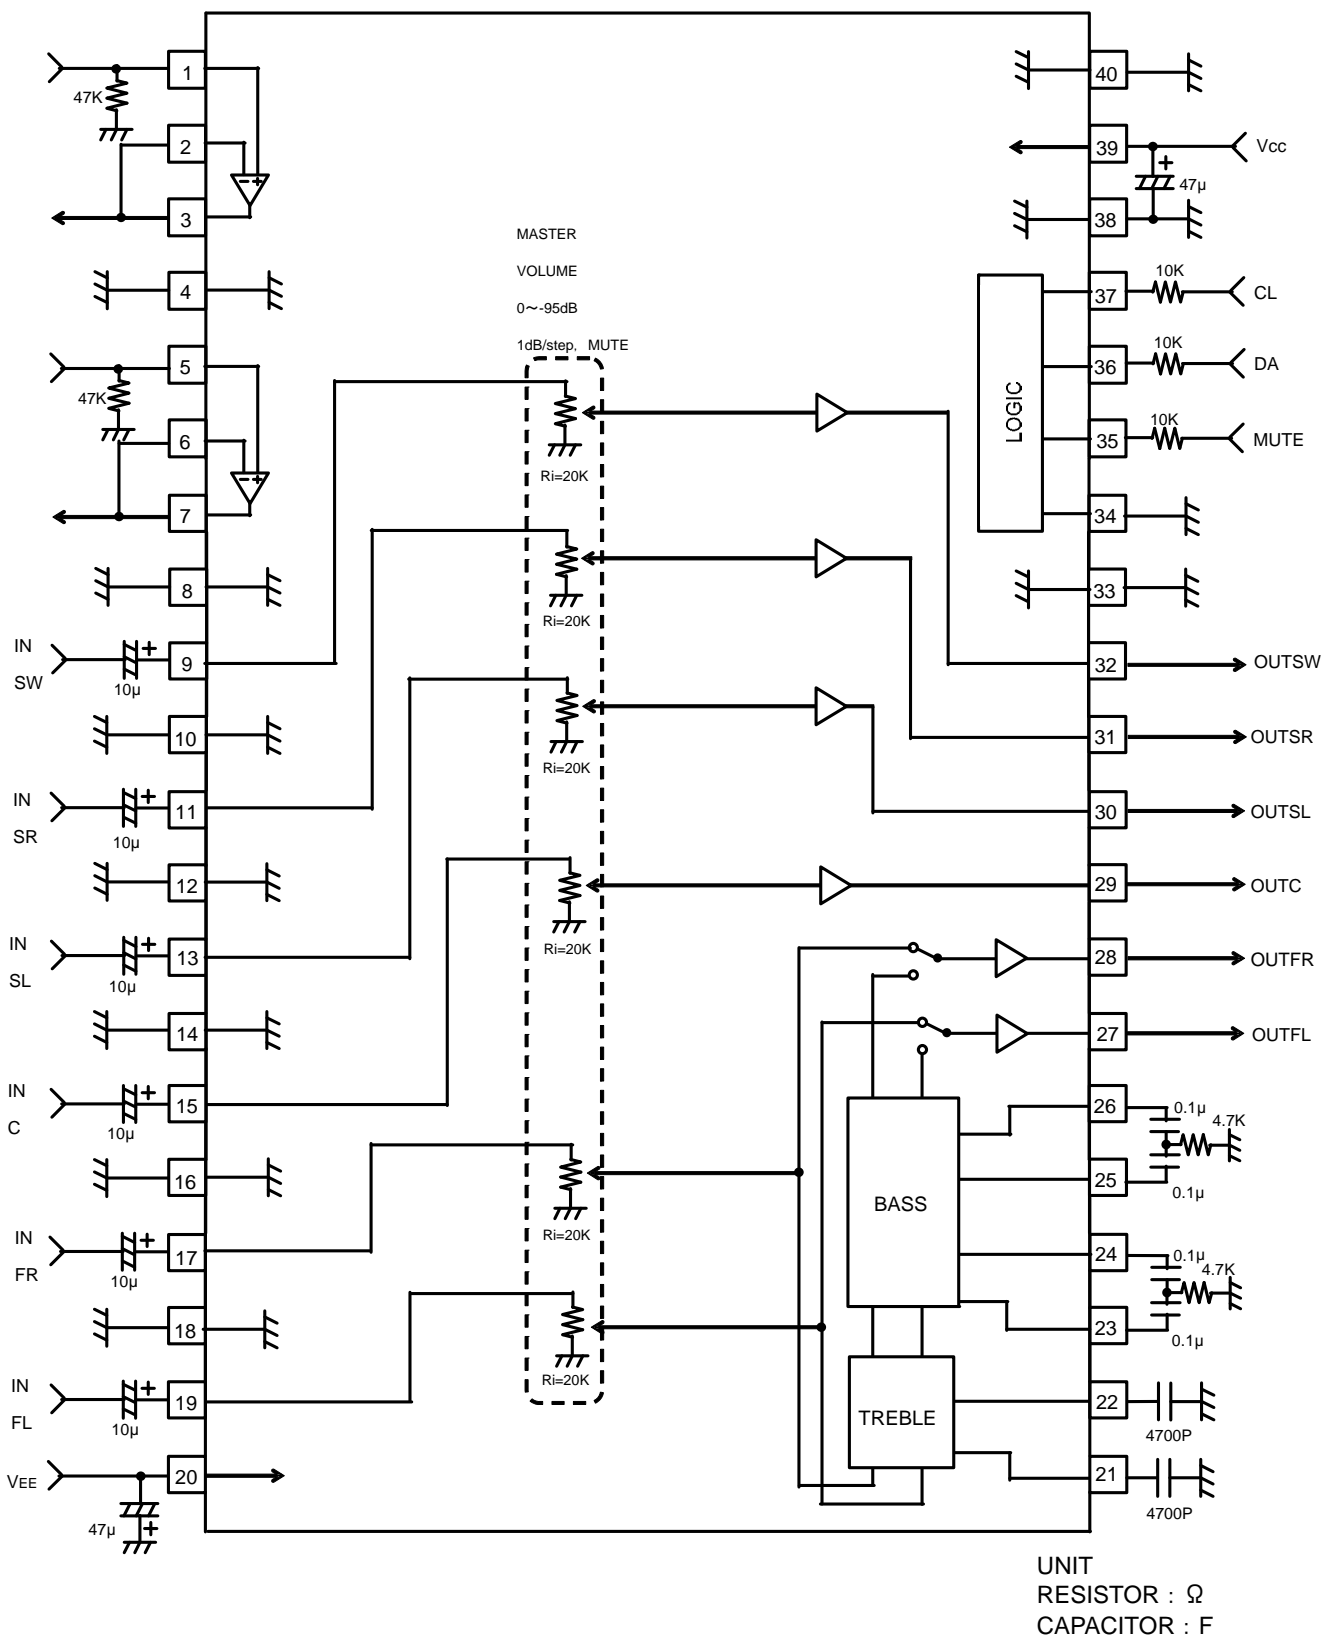 1
40
47K
2
39
Vcc
47µ
3
38
MASTER
VOLUME
0～-95dB
1dB/step, MUTE
4
37
10K
CL
5
36
10K
DA
47K
LOGIC
6
35
10K
MUTE
Ri=20K
7
34
8
33
Ri=20K
IN
SW
10µ
9
32
OUTSW
10
31
OUTSR
Ri=20K
IN
SR
10µ
11
30
OUTSL
12
29
OUTC
IN
SL
10µ
13
Ri=20K
28
OUTFR
14
27
OUTFL
IN
C
10µ
15
26
0.1µ
4.7K
16
25
0.1µ
BASS
IN
FR
10µ
17
Ri=20K
24
0.1µ
4.7K
18
23
0.1µ
IN
FL
10µ
19
Ri=20K
22
4700P
TREBLE
VEE
20
21
4700P
47µ
- +
- +
+
+
+
+
+
+
+
+
UNIT
RESISTOR : Ω
CAPACITOR : F